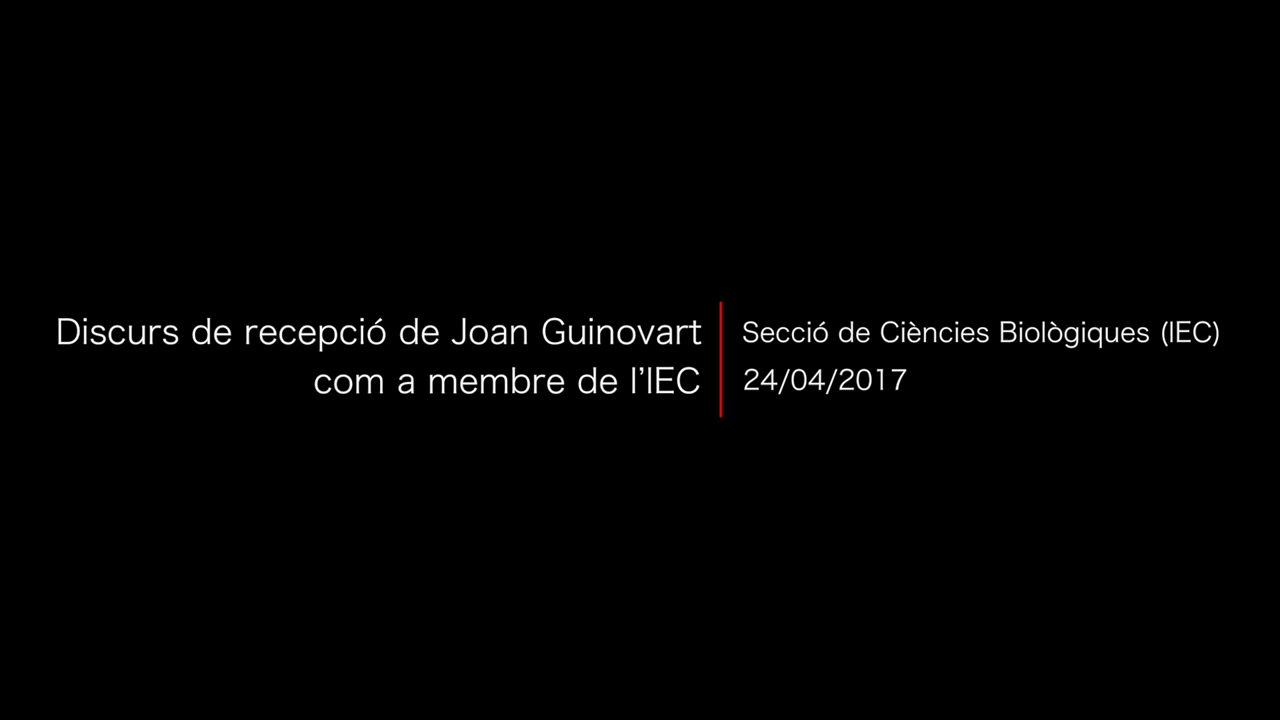 Discurs de recepció de Joan Guinovart
com a membre de l'IEC
Secció de Ciències Biològiques (IEC)
24/04/2017